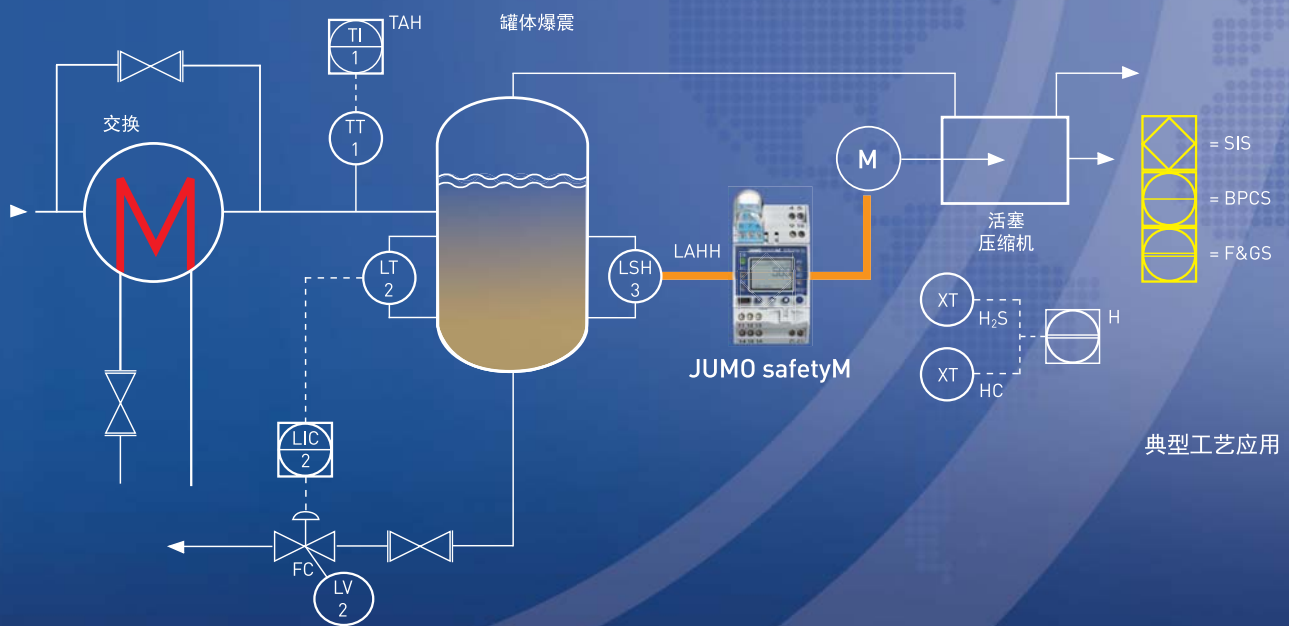 TI
1
TAH
罐体爆震
交换
TT
1
M
= SIS
= BPCS
= F&GS
活塞
压缩机
LT
2
LSH
3
LAHH
JUMO safetyM
XT
H₂S
H
XT
HC
LIC
2
典型工艺应用
FC
LV
2